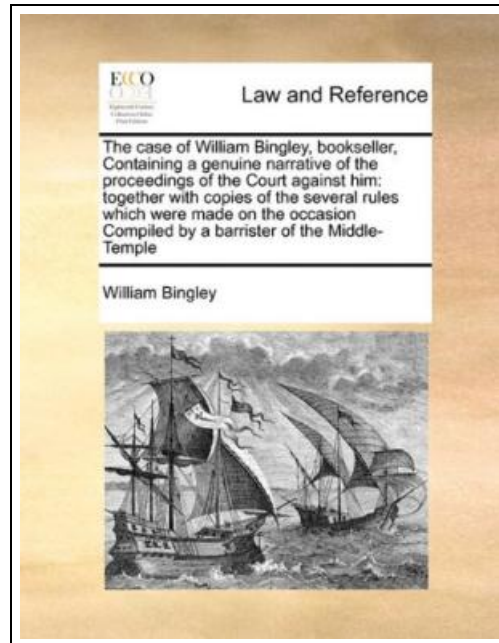 ECCO
Law and Reference
The case of William Bingley, bookseller,
Containing a genuine narrative of the
proceedings of the Court against him:
together with copies of the several rules
which were made on the occasion
Compiled by a barrister of the Middle-
Temple
William Bingley